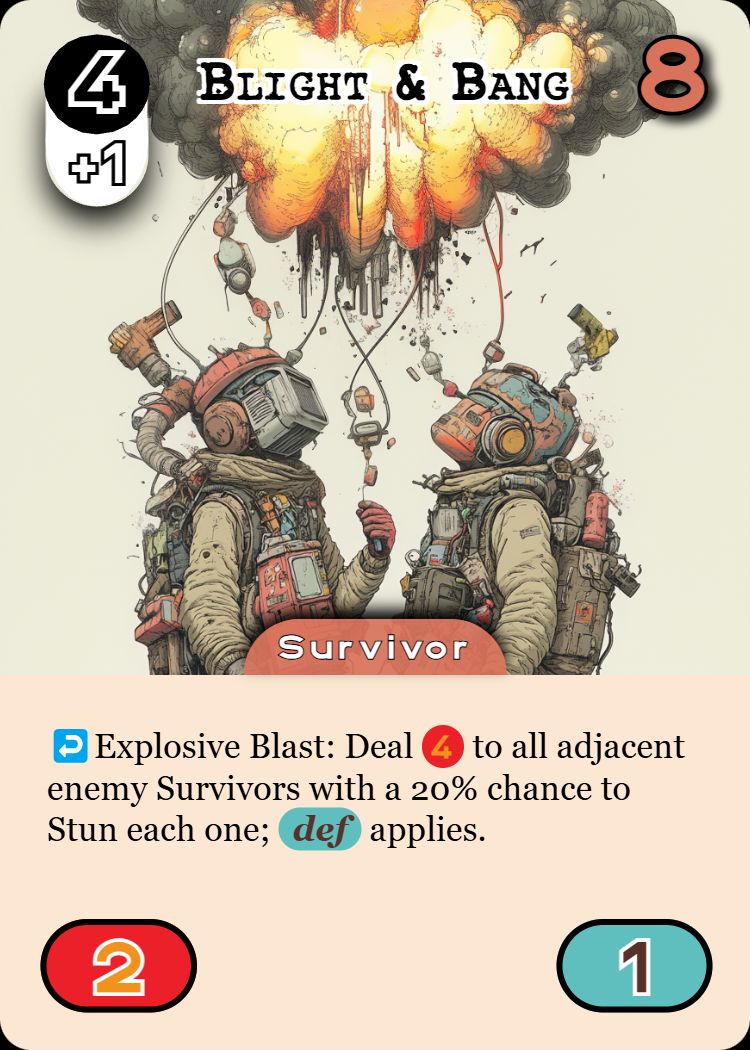 4
Blight & Bang
8
+1
Survivor
Explosive Blast: Deal 4 to all adjacent
enemy Survivors with a 20% chance to
Stun each one; def applies.
2
1